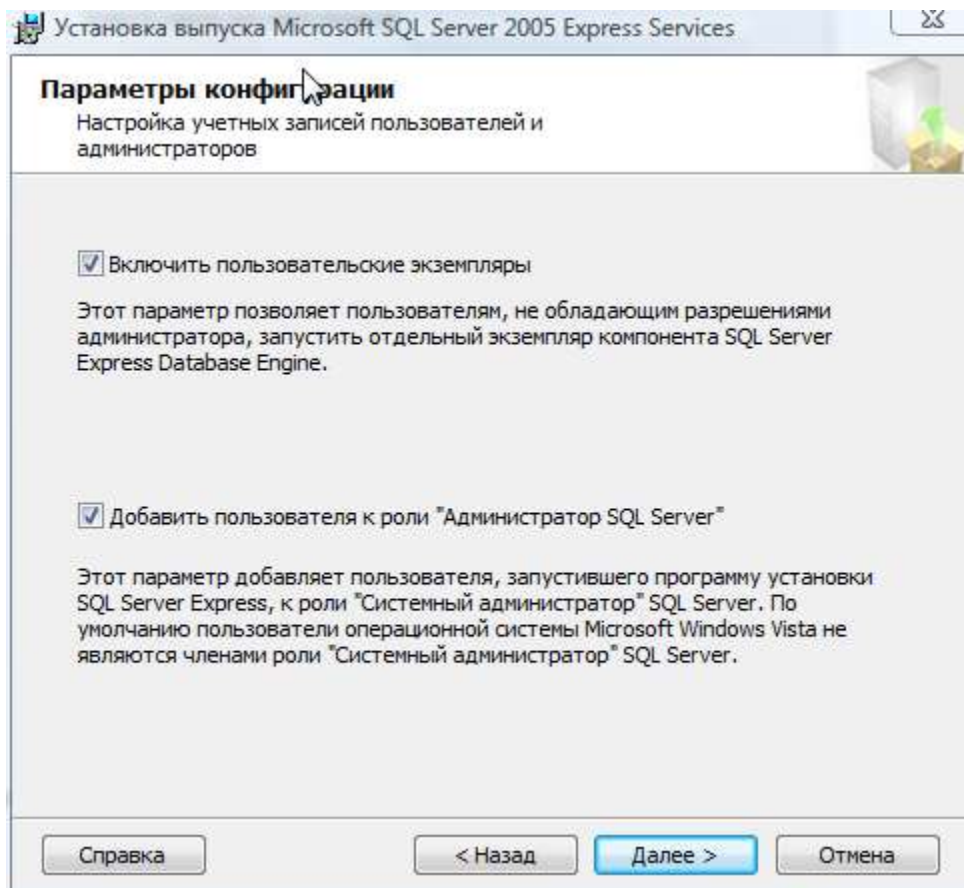 Установка выпуска Microsoft SQL Server 2005 Express Services
Параметры конфигурации
Настройка учетных записей пользователей и
администраторов
Включить пользовательские экземпляры
Этот параметр позволяет пользователям, не обладающим разрешениями
администратора, запустить отдельный экземпляр компонента SQL Server
Express Database Engine.
Добавить пользователя к роли "Администратор SQL Server"
Этот параметр добавляет пользователя, запустившего программу установки
SQL Server Express, к роли "Системный администратор" SQL Server. По
умолчанию пользователи операционной системы Microsoft Windows Vista не
являются членами роли "Системный администратор" SQL Server.
Справка
< Назад
Далее >
Отмена